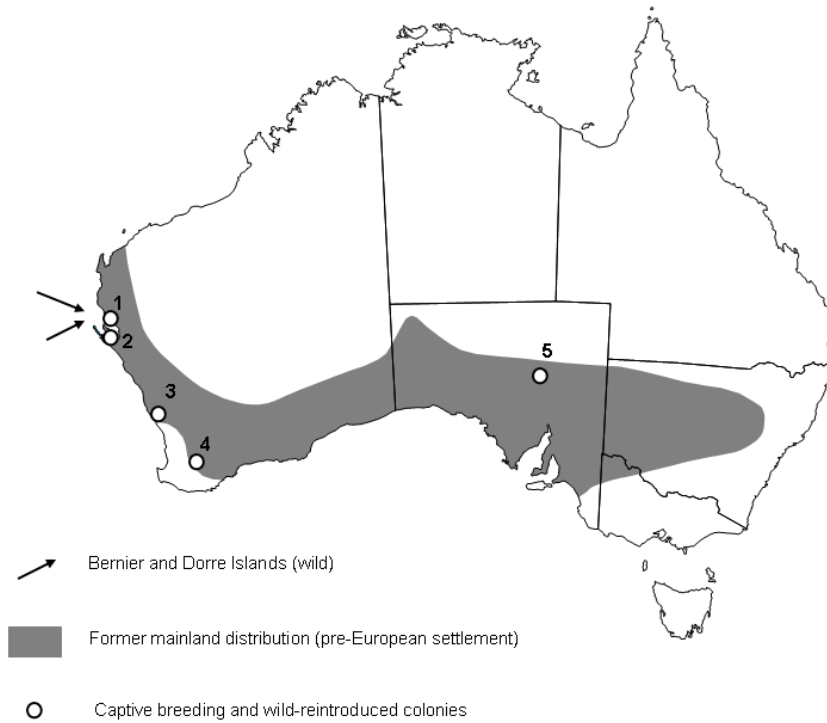 1
2
3
4
5
Bernier and Dorre Islands (wild)
Former mainland distribution (pre-European settlement)
Captive breeding and wild-reintroduced colonies